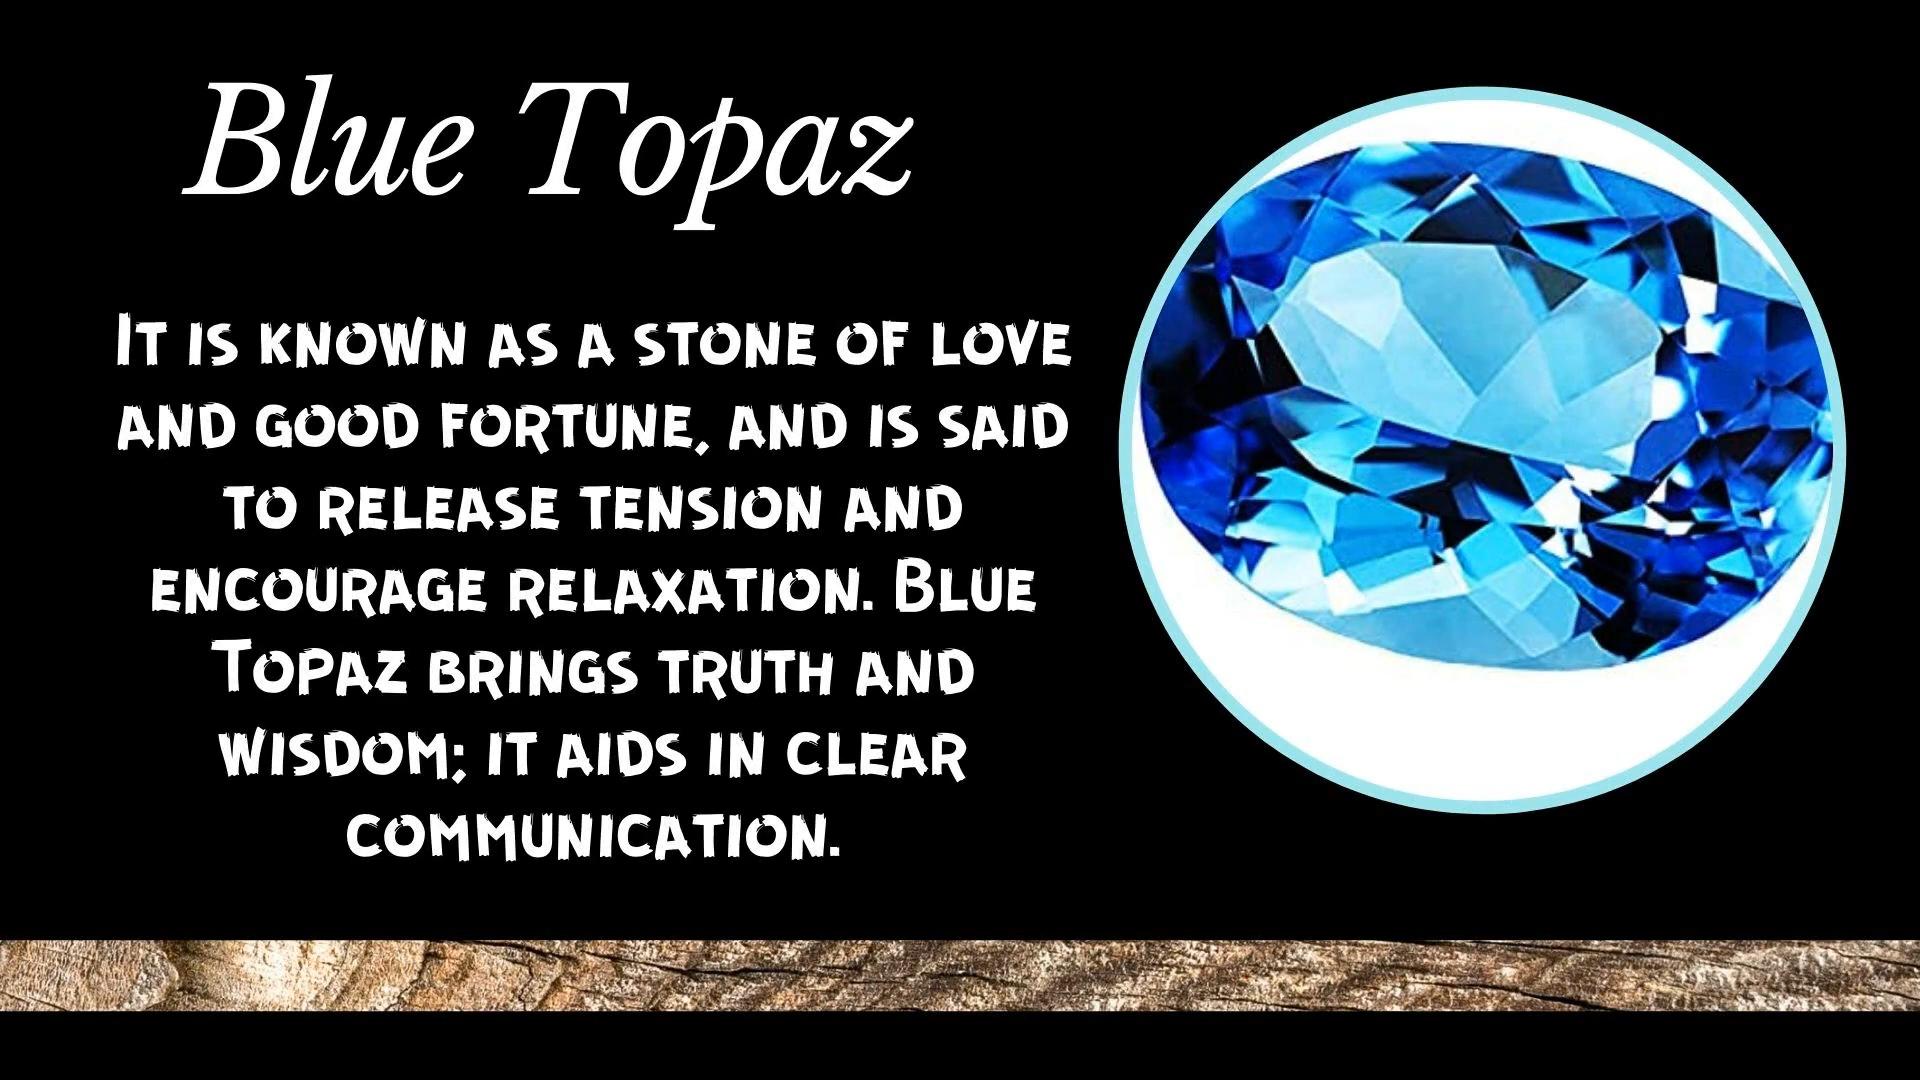 Blue Topaz
It is known as a stone of love
and good fortune, and is said
to release tension and
encourage relaxation. Blue
Topaz brings truth and
wisdom; it aids in clear
communication.